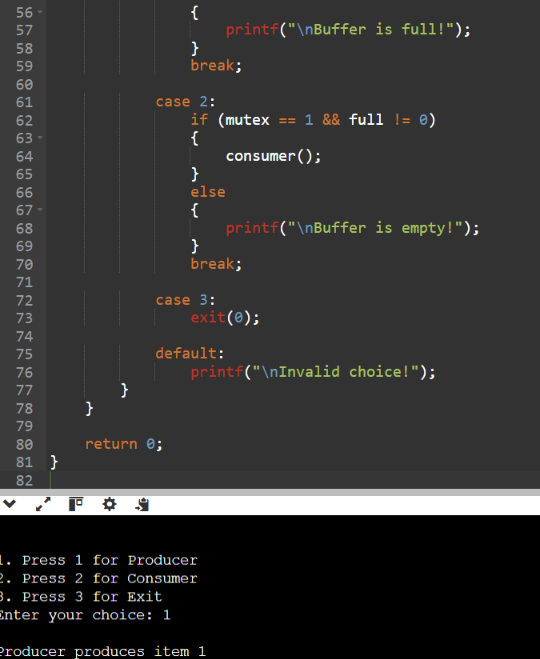 56 {
57 printf("\nBuffer is full!");
58 }
59 break;
60
61 case 2:
62 if (mutex == 1 && full != 0)
63 {
64 consumer();
65 }
66 else
67 {
68 printf("\nBuffer is empty!");
69 }
70 break;
71
72 case 3:
73 exit(0);
74
75 default:
76 printf("\nInvalid choice!");
77 }
78 }
79
80 return 0;
81 }
82
1. Press 1 for Producer
2. Press 2 for Consumer
3. Press 3 for Exit
Enter your choice: 1
Producer produces item 1